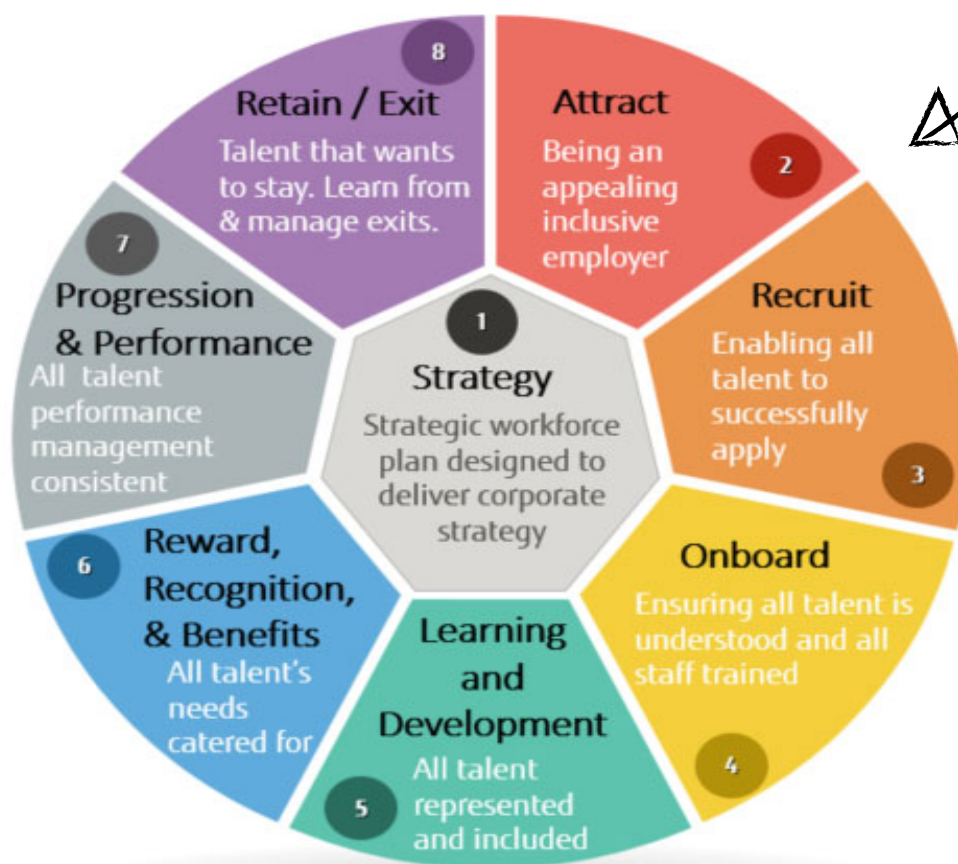 1
Strategy
Strategic workforce
plan designed to
deliver corporate
strategy
2
Attract
Being an
appealing
inclusive
employer
3
Recruit
Enabling all
talent to
successfully
apply
4
Onboard
Ensuring all talent is
understood and all
staff trained
5
Learning
and
Development
All talent
represented
and included
6
Reward,
Recognition,
& Benefits
All talent's
needs
catered for
7
Progression
& Performance
All talent
performance
management
consistent
8
Retain / Exit
Talent that wants
to stay. Learn from
& manage exits.